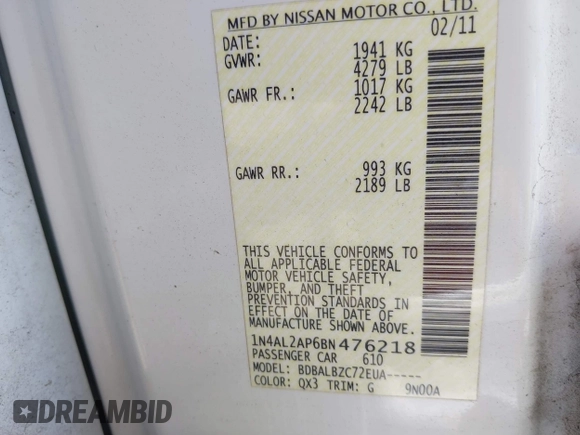 MFD BY NISSAN MOTOR CO., LTD.
DATE: 02/11
GVWR: 1941 KG
4279 LB
GAWR FR.: 1017 KG
2242 LB
GAWR RR.: 993 KG
2189 LB
THIS VEHICLE CONFORMS TO
ALL APPLICABLE FEDERAL
MOTOR VEHICLE SAFETY,
BUMPER, AND THEFT
PREVENTION STANDARDS IN
EFFECT ON THE DATE OF
MANUFACTURE SHOWN ABOVE.
1N4AL2AP6BN476218
PASSENGER CAR 610
MODEL: BDBALBZC72EUA-----
COLOR: QX3 TRIM: G 9N00A
AUTOHELPERBOT.COM